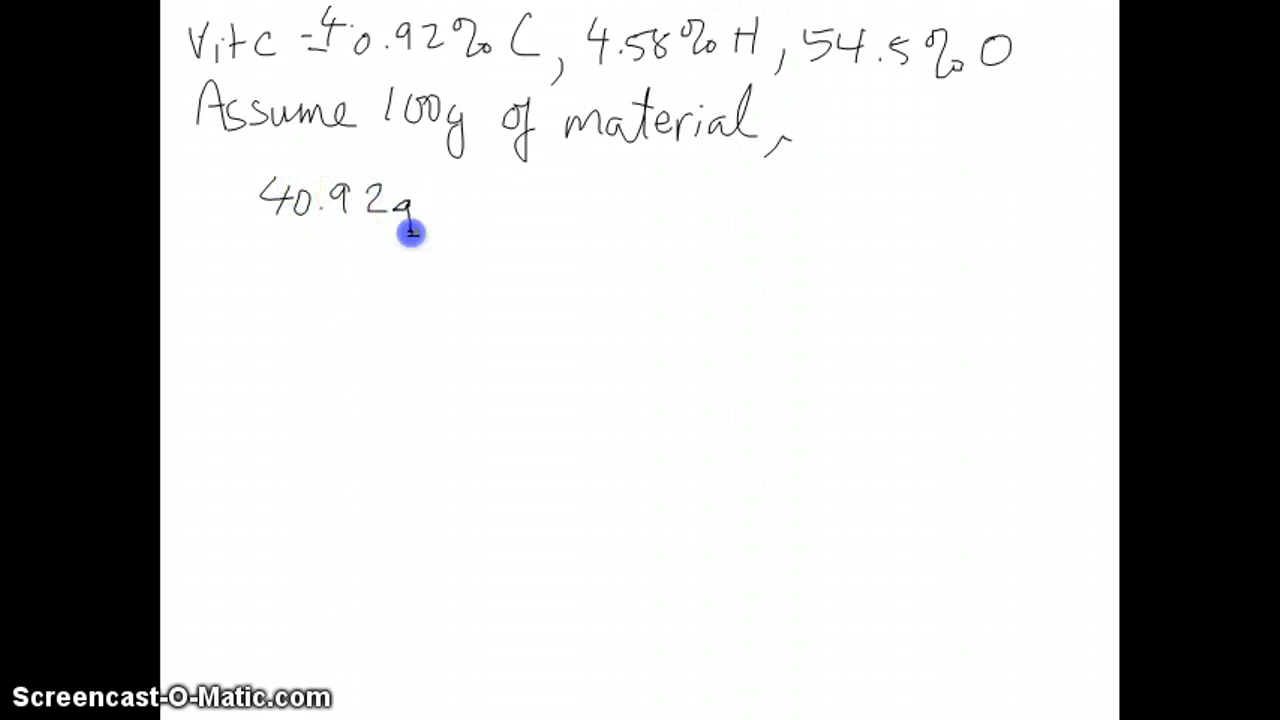 Vit C = 40.92% C, 4.58% H, 54.5% O
Assume 100g of material,
40.92g
Screencast-O-Matic.com